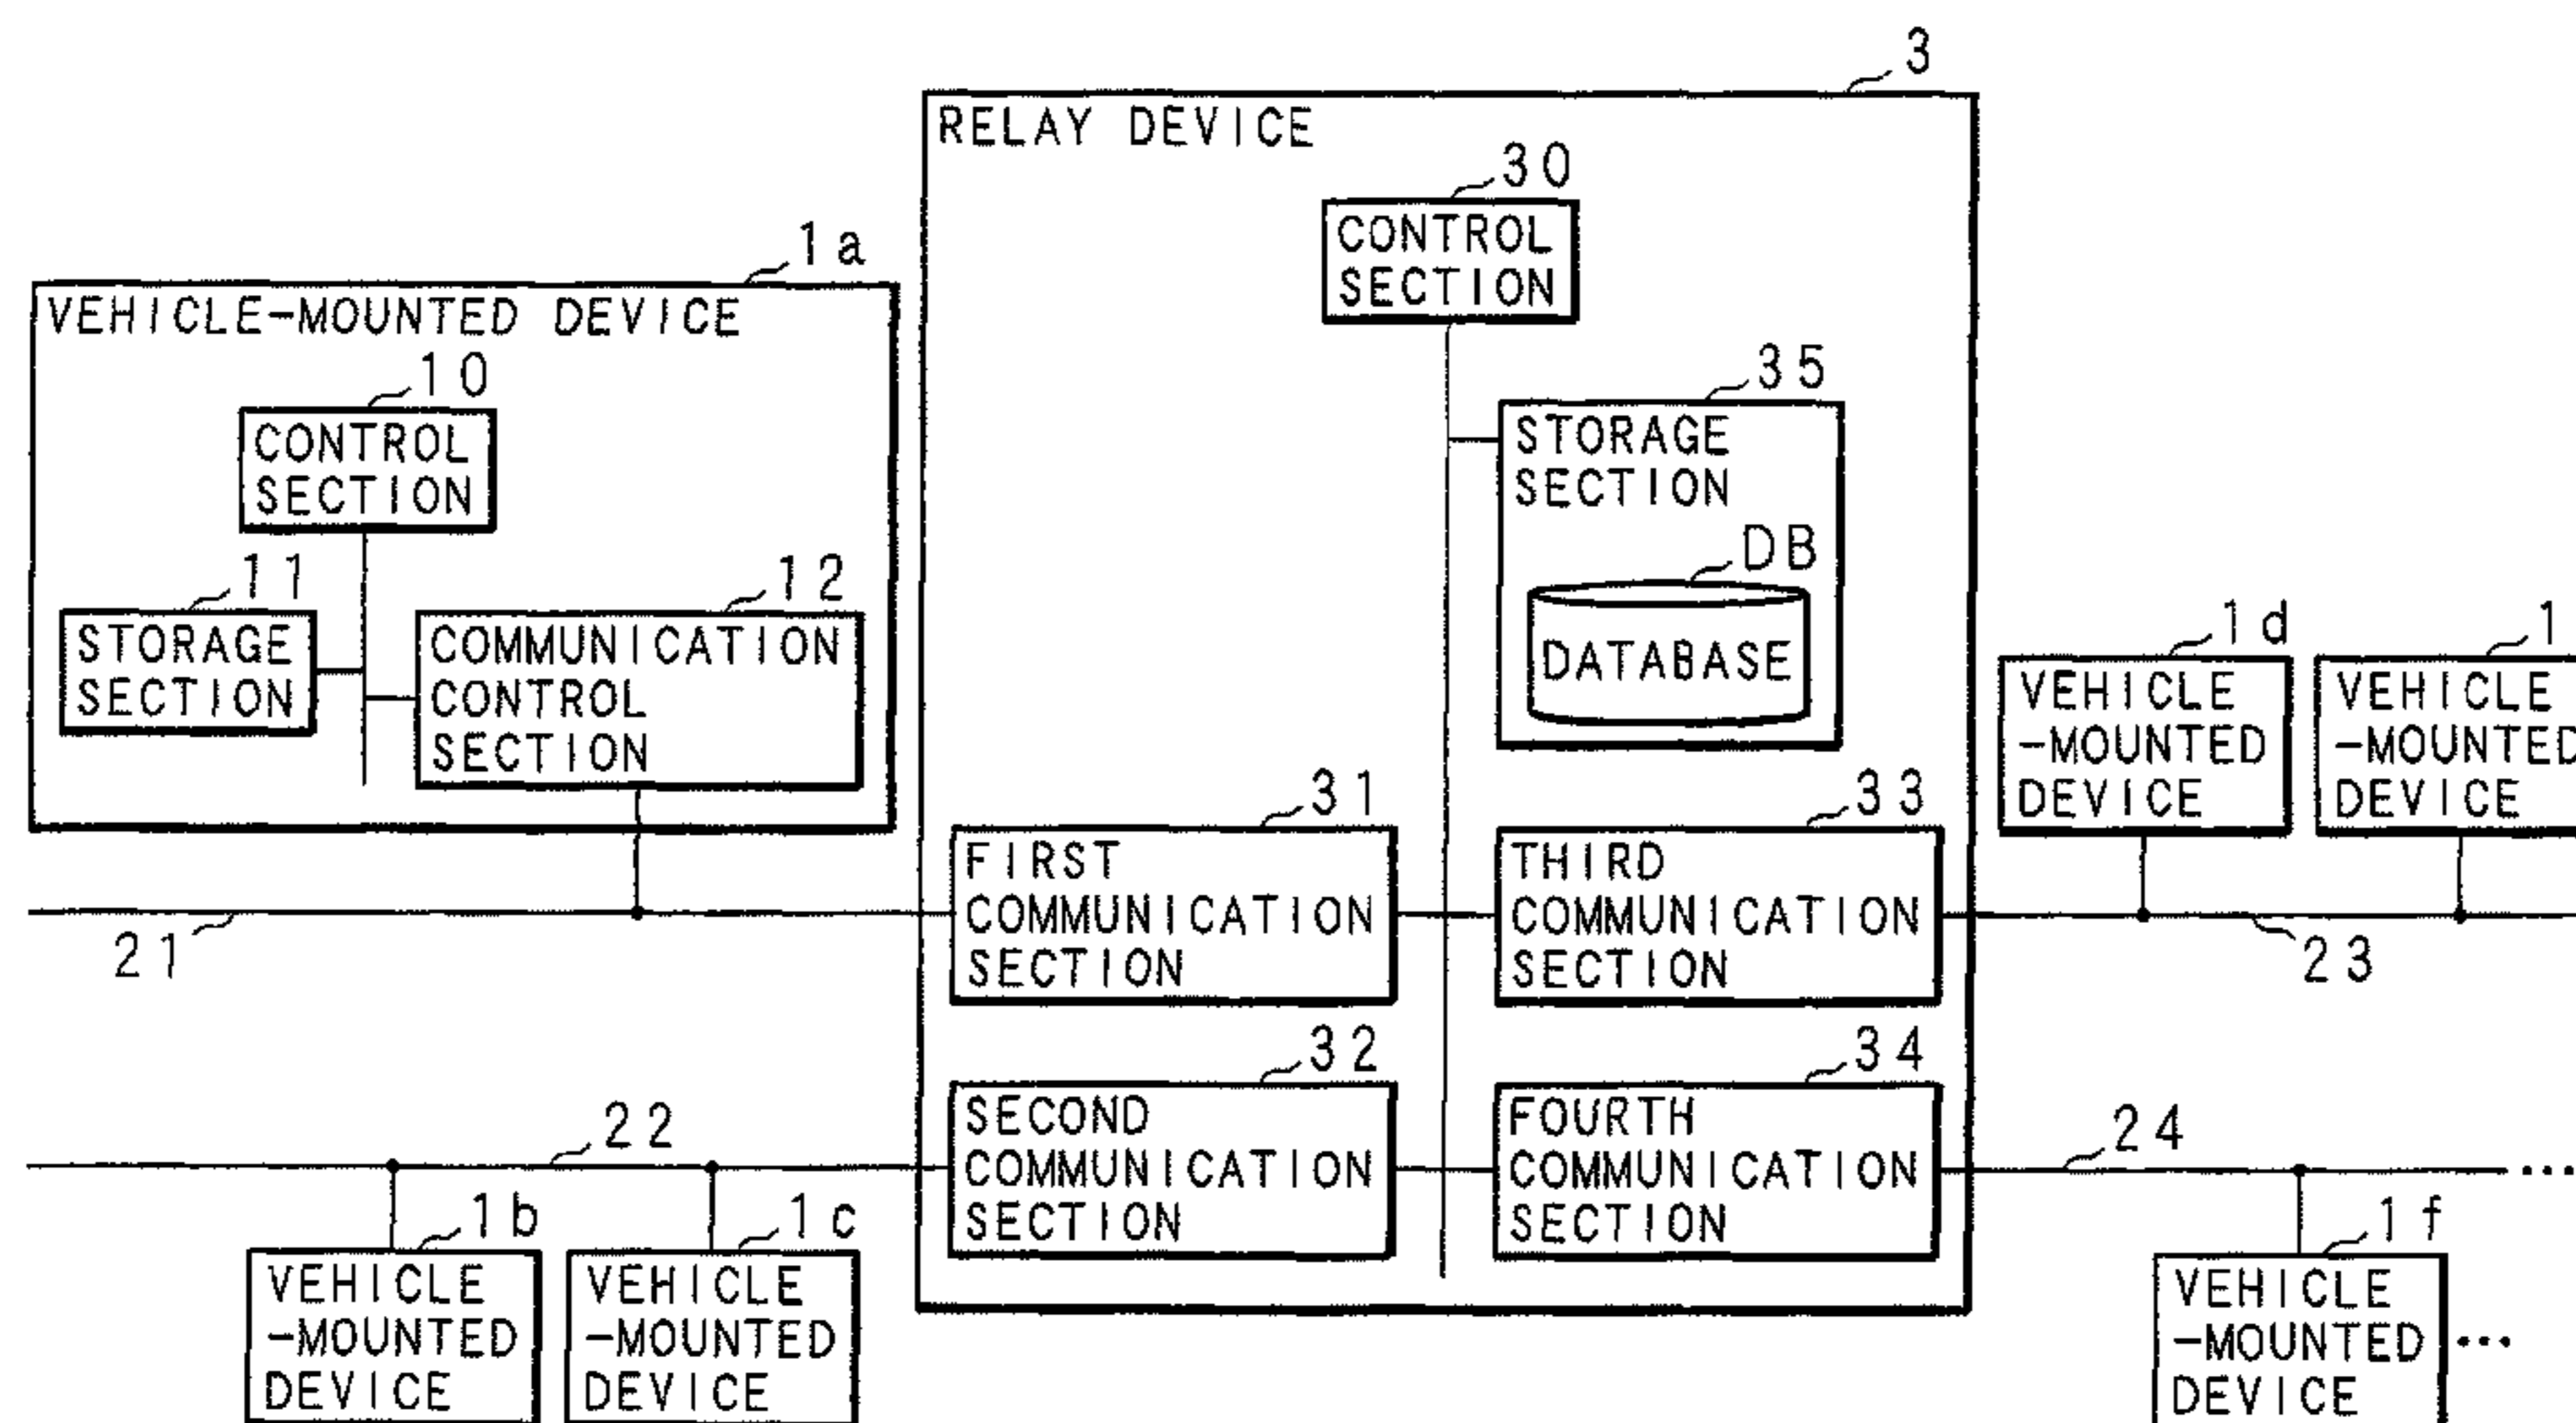 3
RELAY DEVICE
30
CONTROL
SECTION
1a
VEHICLE-MOUNTED DEVICE
10
CONTROL
SECTION
35
STORAGE
SECTION
DB
DATABASE
11
STORAGE
SECTION
12
COMMUNICATION
CONTROL
SECTION
1d
VEHICLE
-MOUNTED
DEVICE
1
VEHICLE
-MOUNTED
DEVICE
31
FIRST
COMMUNICATION
SECTION
33
THIRD
COMMUNICATION
SECTION
21
23
32
SECOND
COMMUNICATION
SECTION
34
FOURTH
COMMUNICATION
SECTION
22
24
...
1b
VEHICLE
-MOUNTED
DEVICE
1c
VEHICLE
-MOUNTED
DEVICE
1f
VEHICLE
-MOUNTED
DEVICE
...